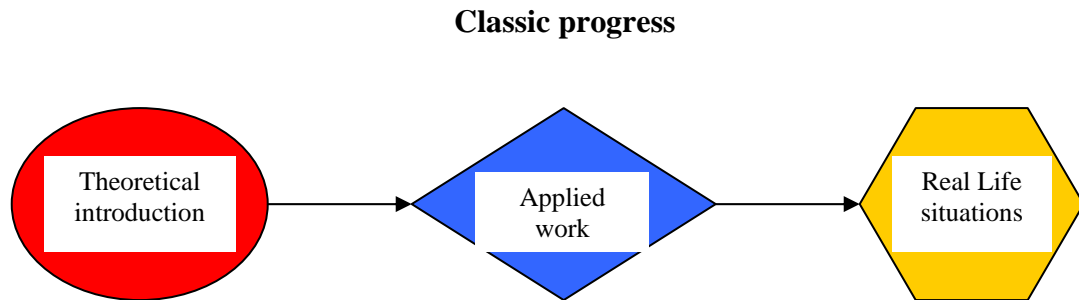 Classic progress
Theoretical
introduction
Applied
work
Real Life
situations